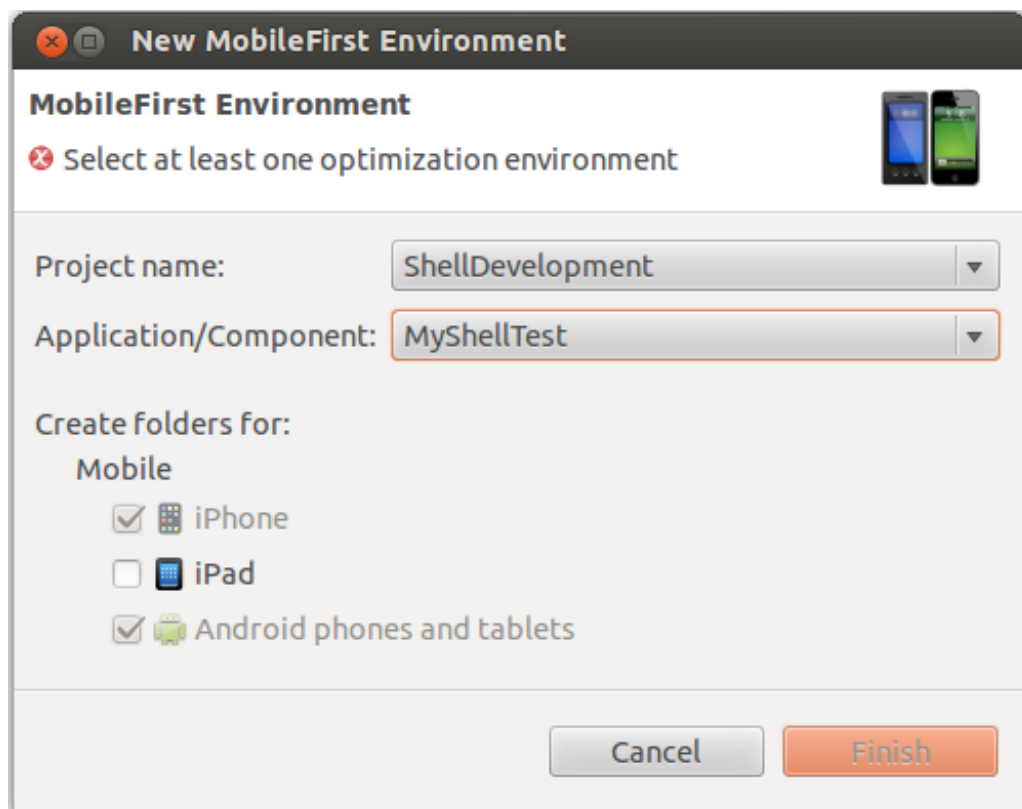 New MobileFirst Environment
MobileFirst Environment
Select at least one optimization environment
Project name: ShellDevelopment
Application/Component: MyShellTest
Create folders for:
Mobile
iPhone
iPad
Android phones and tablets
Cancel Finish